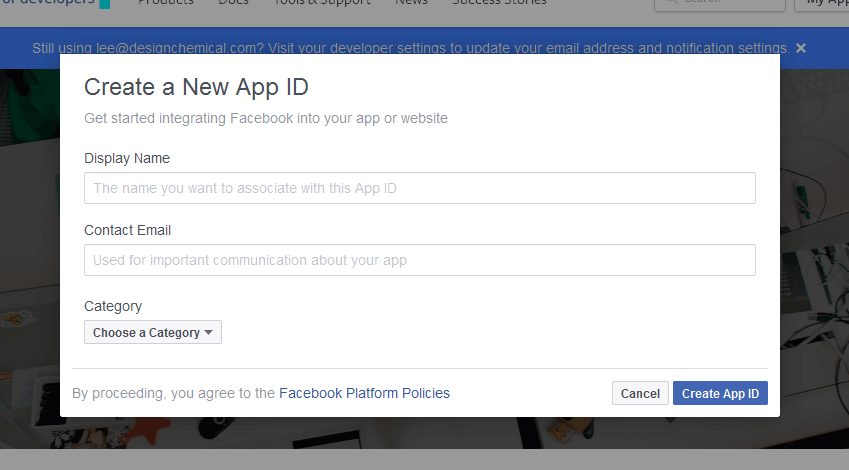 Products Docs Tools & Support News Success Stories Search My App
Still using lee@designchemical.com? Visit your developer settings to update your email address and notification settings. ×
Create a New App ID
Get started integrating Facebook into your app or website
Display Name
The name you want to associate with this App ID
Contact Email
Used for important communication about your app
Category
Choose a Category
By proceeding, you agree to the Facebook Platform Policies
Cancel Create App ID